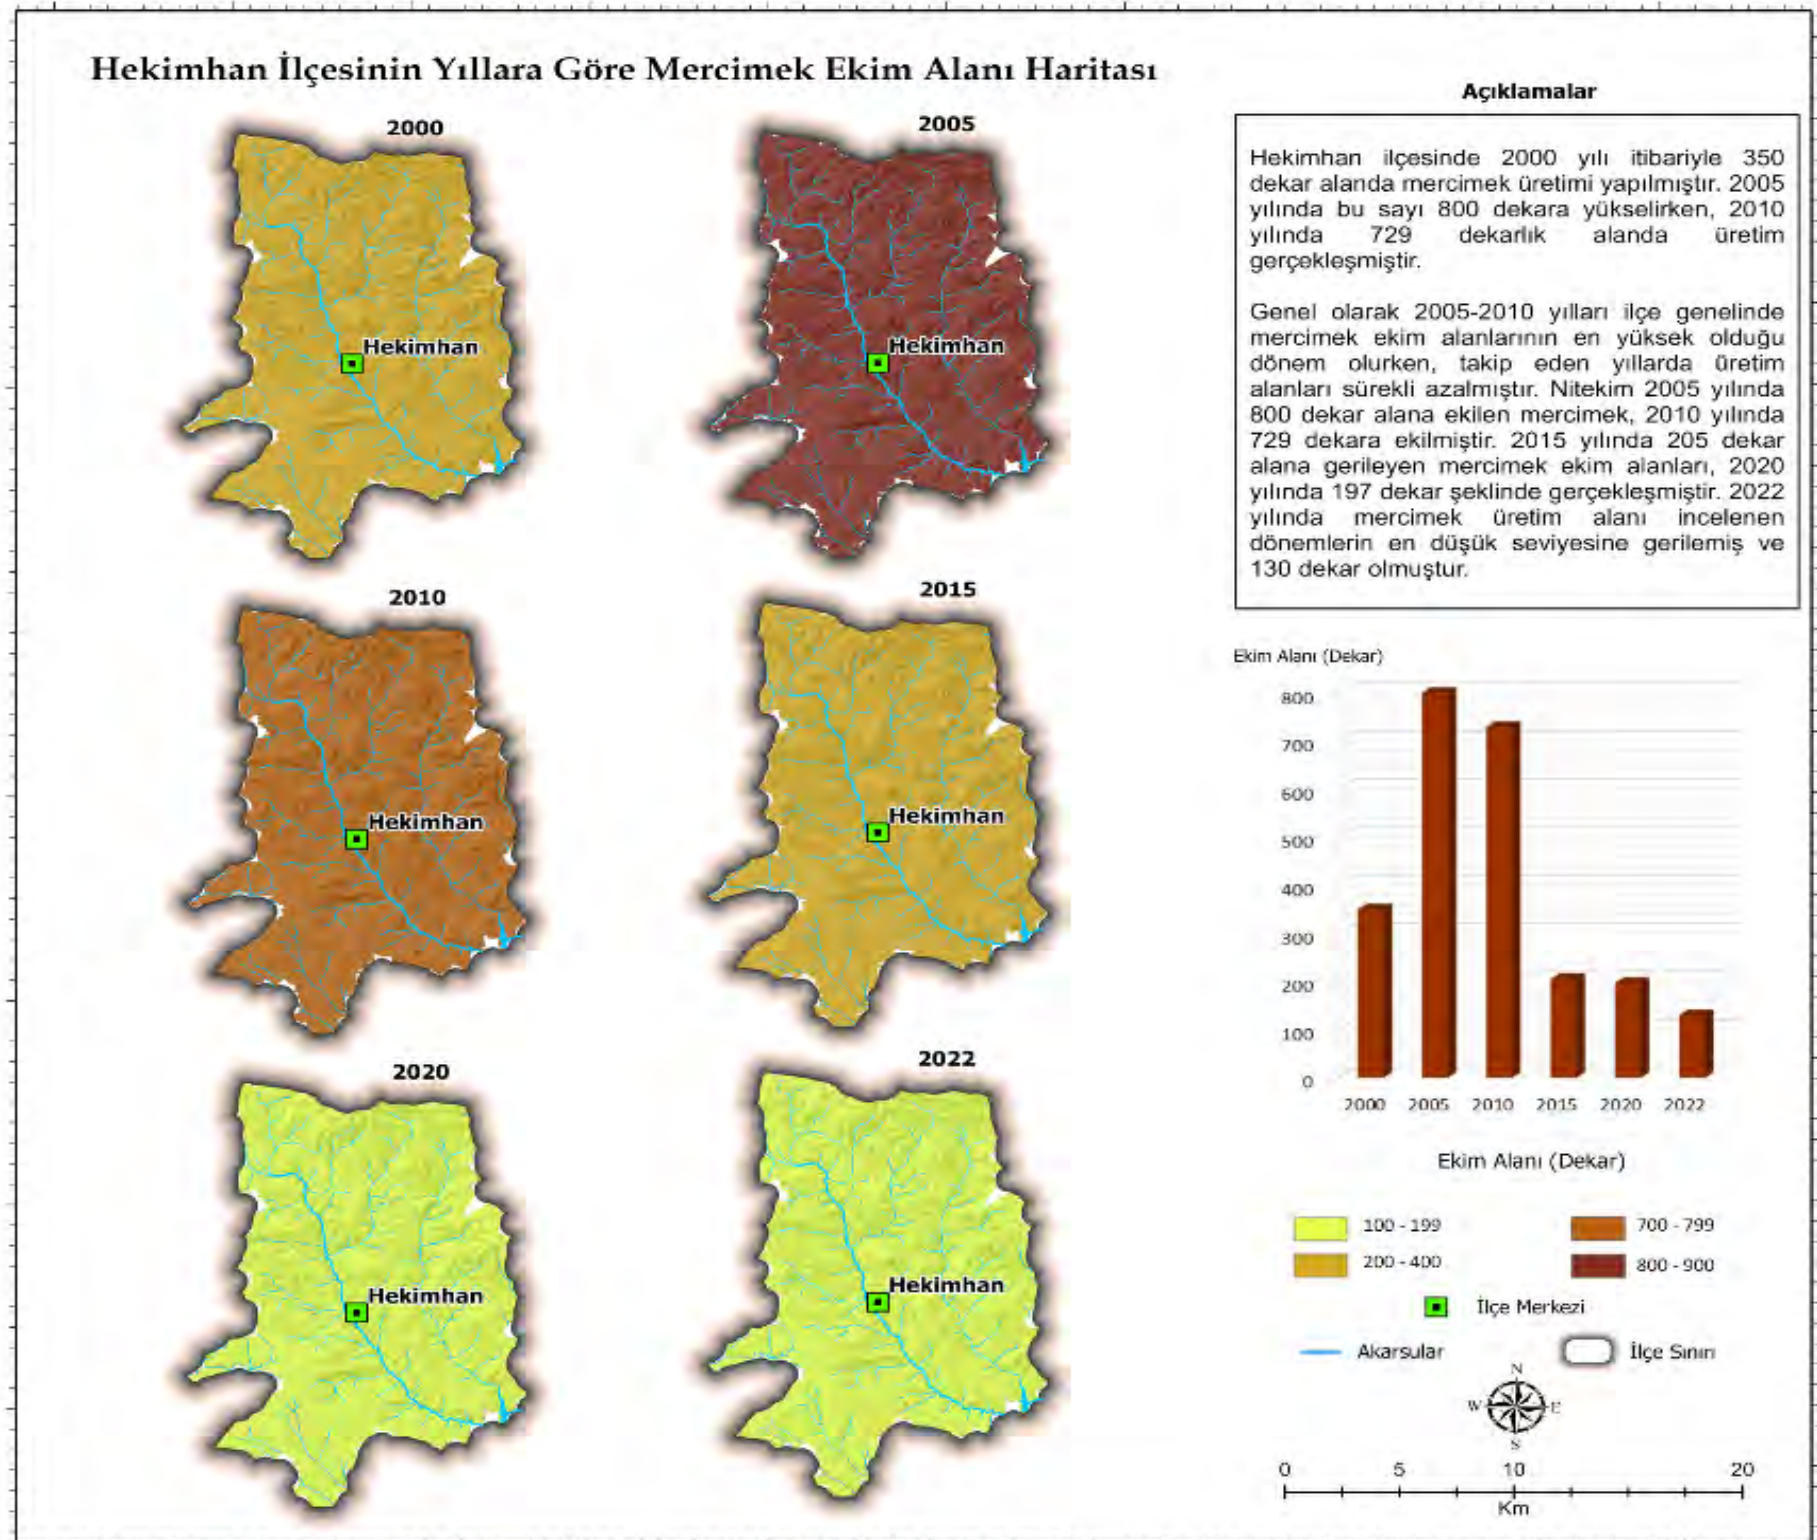 Hekimhan İlçesinin Yıllara Göre Mercimek Ekim Alanı Haritası
2000
Hekimhan
2005
Hekimhan
2010
Hekimhan
2015
Hekimhan
2020
Hekimhan
2022
Hekimhan
Açıklamalar
Hekimhan ilçesinde 2000 yılı itibariyle 350
dekar alanda mercimek üretimi yapılmıştır. 2005
yılında bu sayı 800 dekara yükselirken, 2010
yılında 729 dekarlık alanda üretim
gerçekleşmiştir.
Genel olarak 2005-2010 yılları ilçe genelinde
mercimek ekim alanlarının en yüksek olduğu
dönem olurken, takip eden yıllarda üretim
alanları sürekli azalmıştır. Nitekim 2005 yılında
800 dekar alana ekilen mercimek, 2010 yılında
729 dekara ekilmiştir. 2015 yılında 205 dekar
alana gerileyen mercimek ekim alanları, 2020
yılında 197 dekar şeklinde gerçekleşmiştir. 2022
yılında mercimek üretim alanı incelenen
dönemlerin en düşük seviyesine gerilemiş ve
130 dekar olmuştur.
Ekim Alanı (Dekar)
800
700
600
500
400
300
200
100
0
2000 2005 2010 2015 2020 2022
Ekim Alanı (Dekar)
100 - 199 700 - 799
200 - 400 800 - 900
İlçe Merkezi
Akarsular İlçe Sınırı
N
W E
S
0 5 10 20
Km